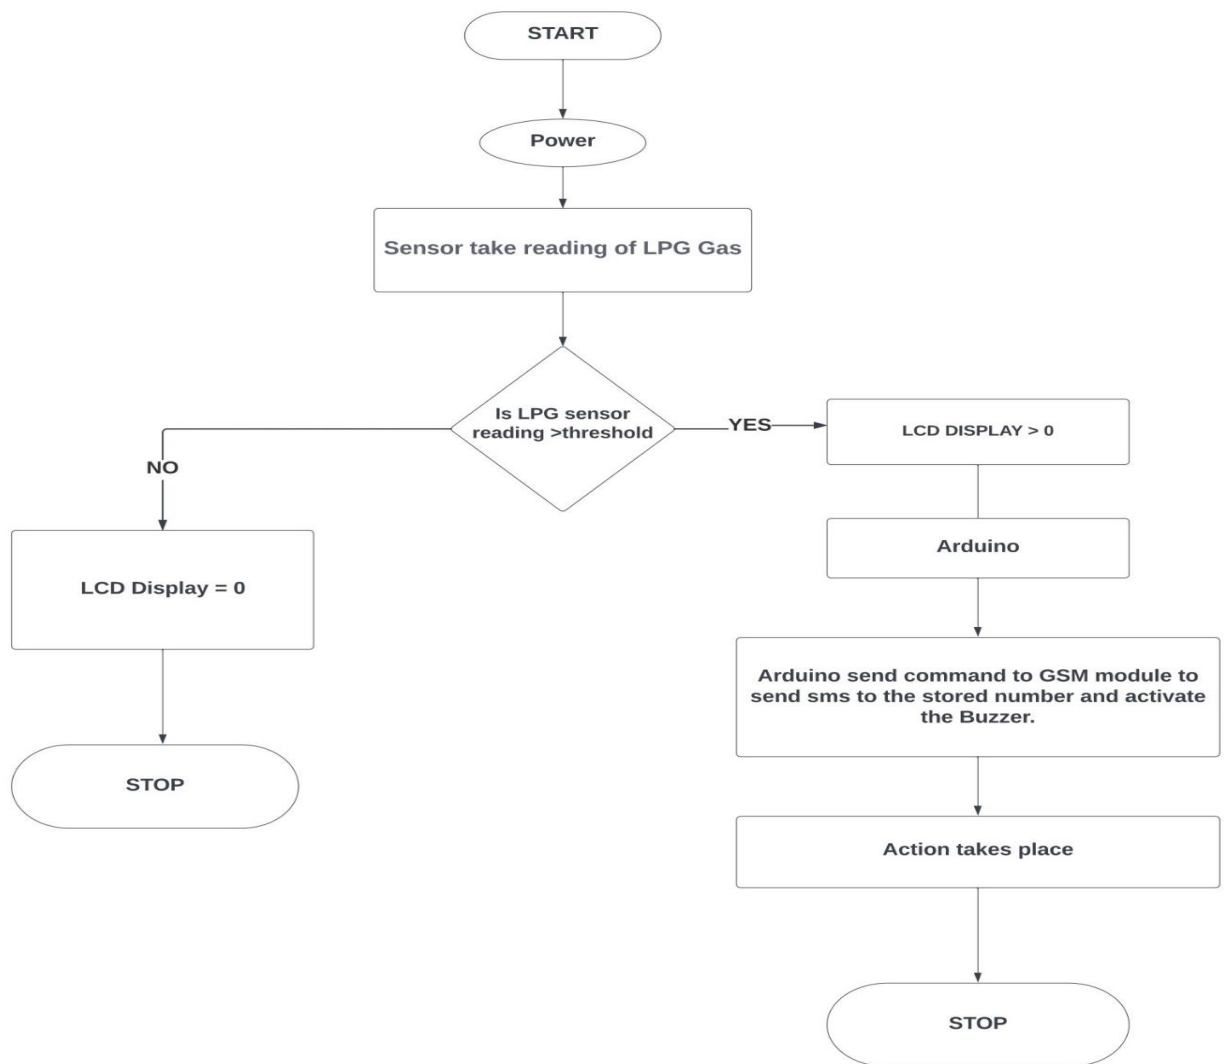 START
Power
Sensor take reading of LPG Gas
Is LPG sensor
reading >threshold
YES
LCD DISPLAY > 0
NO
Arduino
LCD Display = 0
Arduino send command to GSM module to
send sms to the stored number and activate
the Buzzer.
STOP
Action takes place
STOP